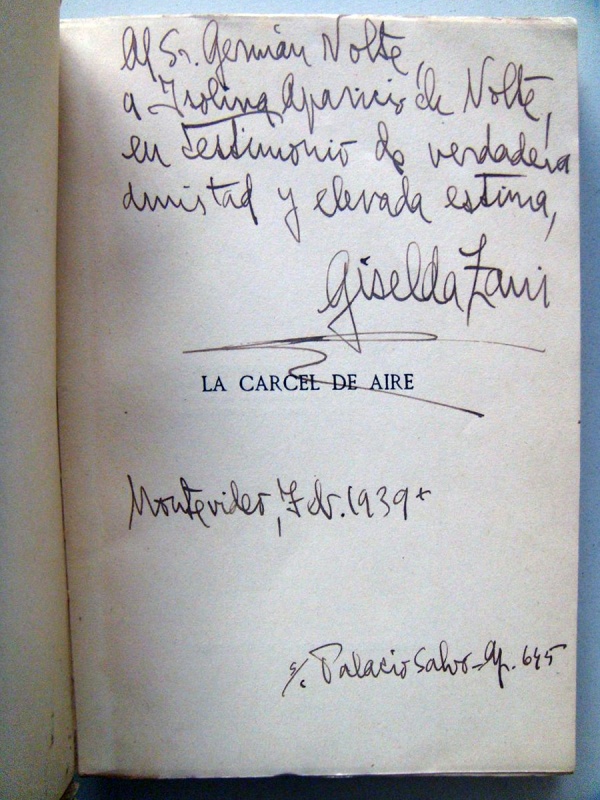 Al Sr. Germán Nolte,
a Isolina Aparicio de Nolte,
en testimonio de verdadera
amistad y elevada estima,
Giselda Zani
LA CARCEL DE AIRE
Montevideo, Feb. 1939
s/c. Palacio Salvo - Ap. 645